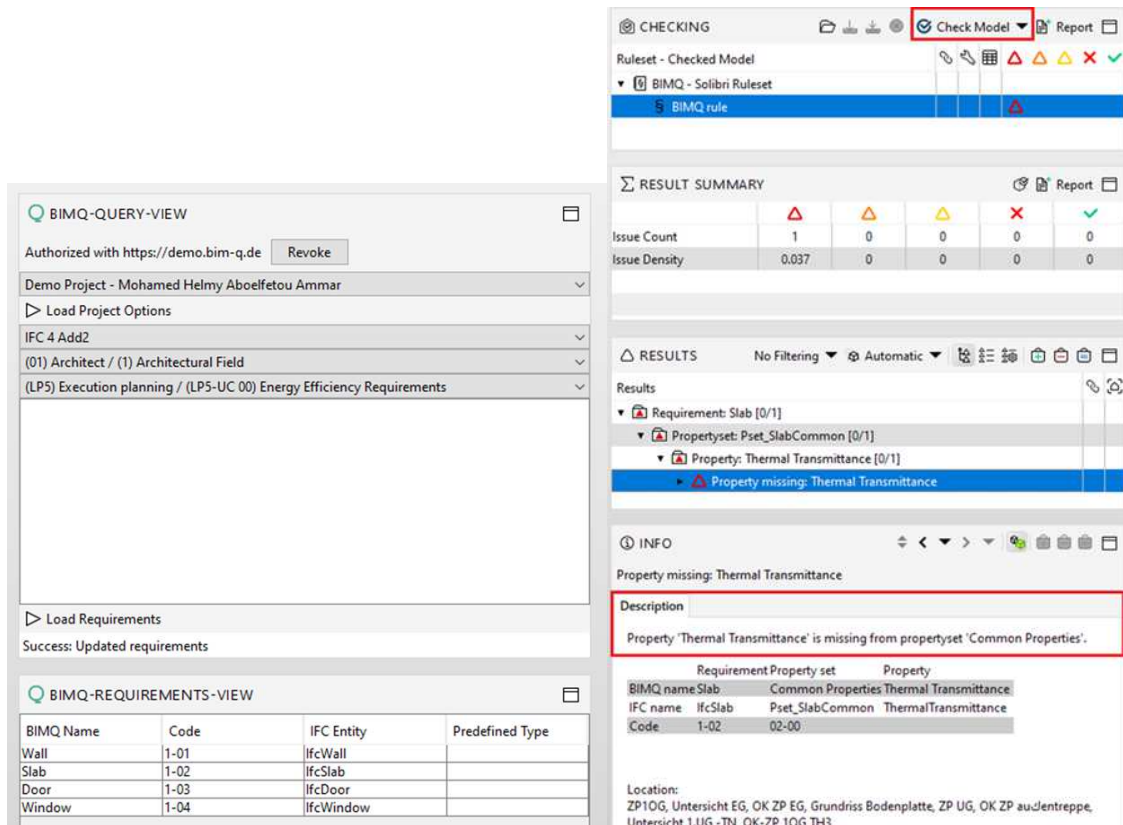 BIMQ-QUERY-VIEW
Authorized with https://demo.bim-q.de Revoke
Demo Project - Mohamed Helmy Aboelfetou Ammar
Load Project Options
IFC 4 Add2
(01) Architect / (1) Architectural Field
(LP5) Execution planning / (LP5-UC 00) Energy Efficiency Requirements
Load Requirements
Success: Updated requirements
BIMQ-REQUIREMENTS-VIEW
BIMQ Name Code IFC Entity Predefined Type
Wall 1-01 IfcWall
Slab 1-02 IfcSlab
Door 1-03 IfcDoor
Window 1-04 IfcWindow
CHECKING Check Model Report
Ruleset - Checked Model
BIMQ - Solibri Ruleset
§ BIMQ rule
RESULT SUMMARY Report
Issue Count 1 0 0 0 0
Issue Density 0.037 0 0 0 0
RESULTS No Filtering Automatic
Results
Requirement: Slab [0/1]
Propertyset: Pset_SlabCommon [0/1]
Property: Thermal Transmittance [0/1]
Property missing: Thermal Transmittance
INFO
Property missing: Thermal Transmittance
Description
Property 'Thermal Transmittance' is missing from propertyset 'Common Properties'.
Requirement Property set Property
BIMQ name Slab Common Properties Thermal Transmittance
IFC name IfcSlab Pset_SlabCommon ThermalTransmittance
Code 1-02 02-00
Location:
ZP1OG, Untersicht EG, OK ZP EG, Grundriss Bodenplatte, ZP UG, OK ZP
Untersicht 1.UG -TN, OK-ZP 1OG TH3